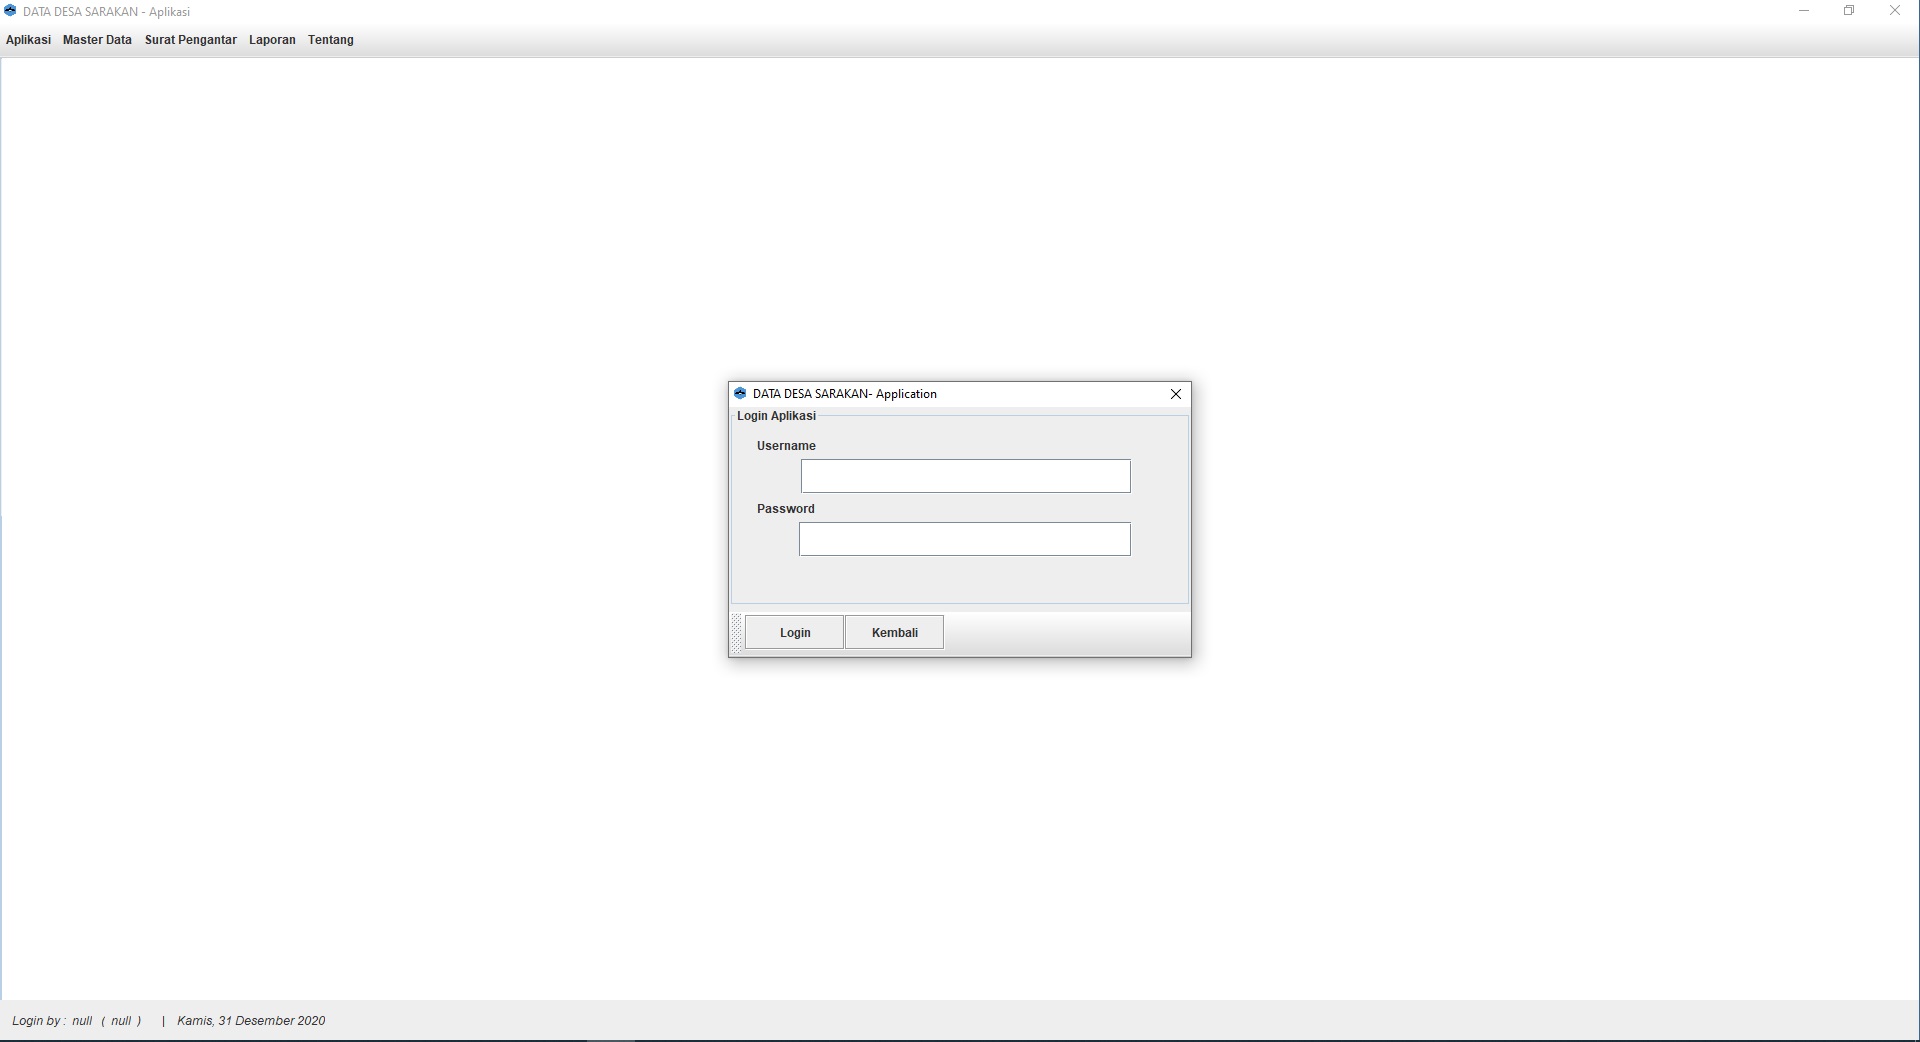 DATA DESA SARAKAN - Aplikasi
Aplikasi Master Data Surat Pengantar Laporan Tentang
DATA DESA SARAKAN- Application
Login Aplikasi
Username
Password
Login Kembali
Login by : null ( null ) | Kamis, 31 Desember 2020